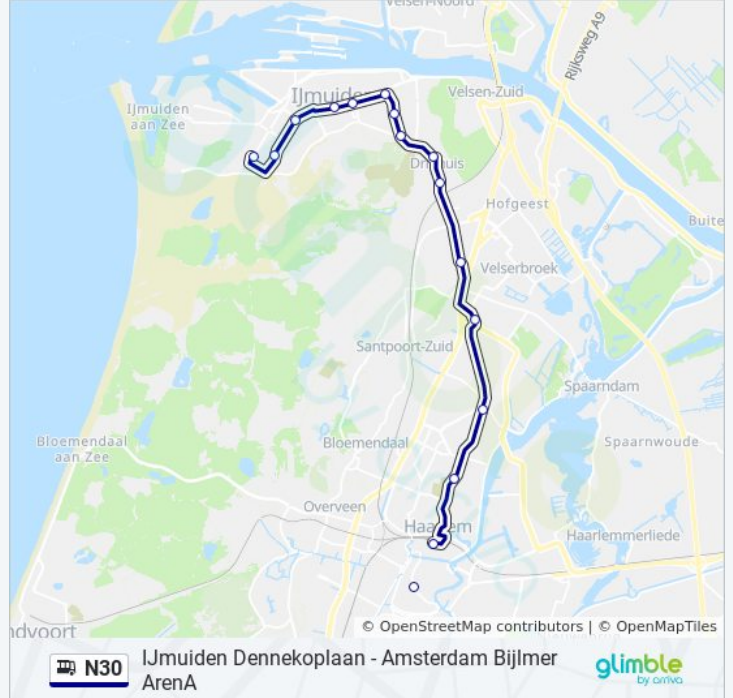 Velsen-Noord
Rijksweg A9
IJmuiden
Velsen-Zuid
IJmuiden
aan Zee
Driehuis
Hofgeest
Buite
Velserbroek
Santpoort-Zuid
Spaarndam
Bloemendaal
aan Zee
Bloemendaal
Spaarnwoude
Overveen
Haarlem
Haarlemmerliede
ndvoort
© OpenStreetMap contributors | © OpenMapTiles
N30
IJmuiden Dennekoplaan - Amsterdam Bijlmer
ArenA
glimble
by arriva